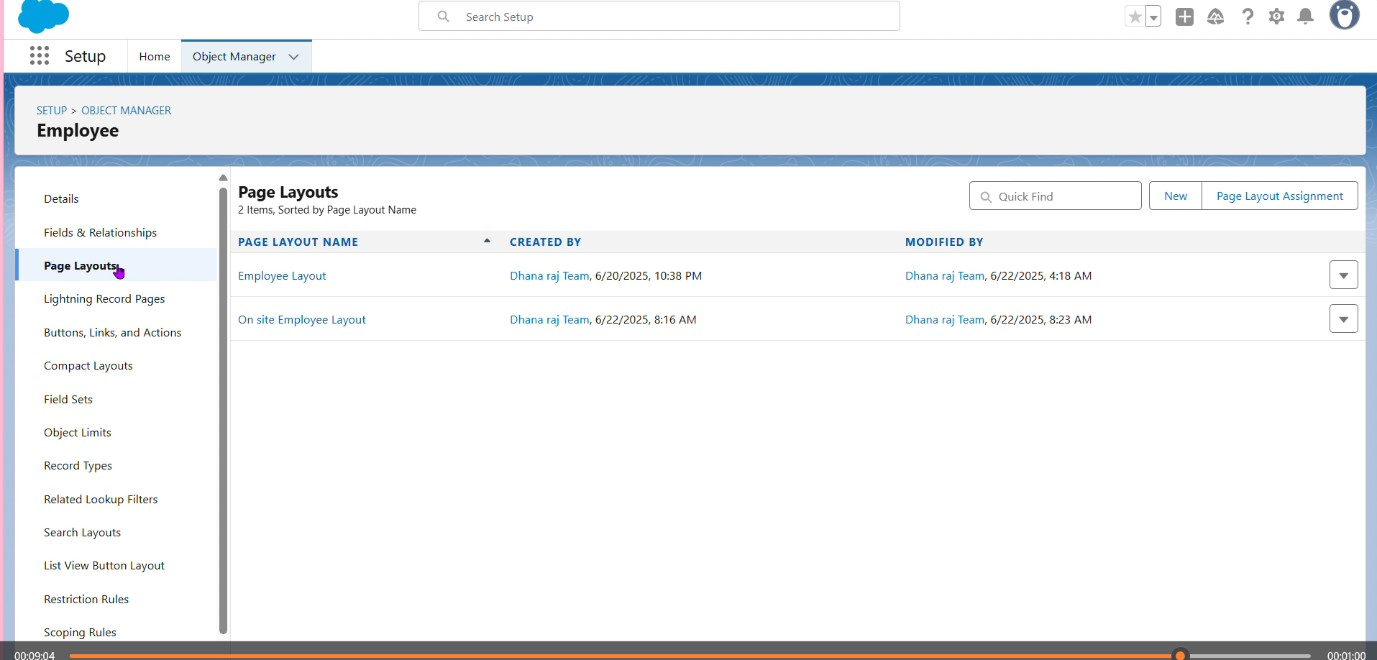 Search Setup
Setup
Home
Object Manager
SETUP > OBJECT MANAGER
Employee
Details
Fields & Relationships
Page Layouts
Lightning Record Pages
Buttons, Links, and Actions
Compact Layouts
Field Sets
Object Limits
Record Types
Related Lookup Filters
Search Layouts
List View Button Layout
Restriction Rules
Scoping Rules
Page Layouts
2 Items, Sorted by Page Layout Name
Quick Find
New
Page Layout Assignment
PAGE LAYOUT NAME CREATED BY MODIFIED BY
Employee Layout Dhana raj Team, 6/20/2025, 10:38 PM Dhana raj Team, 6/22/2025, 4:18 AM
On site Employee Layout Dhana raj Team, 6/22/2025, 8:16 AM Dhana raj Team, 6/22/2025, 8:23 AM
00:09:04 00:01:00